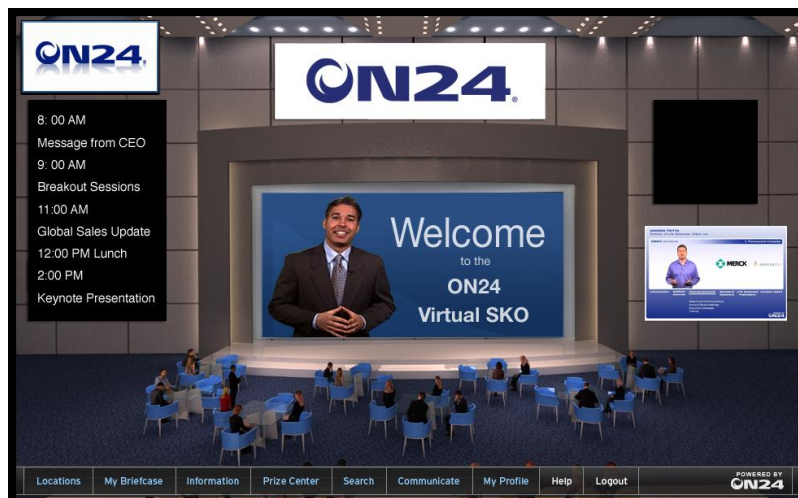 ON24.
ON24.
8: 00 AM
Message from CEO
9: 00 AM
Breakout Sessions
11:00 AM
Global Sales Update
12:00 PM Lunch
2:00 PM
Keynote Presentation
Welcome
to the
ON24
Virtual SKO
MERCK
ON24
Locations My Briefcase Information Prize Center Search Communicate My Profile Help Logout
POWERED BY
ON24